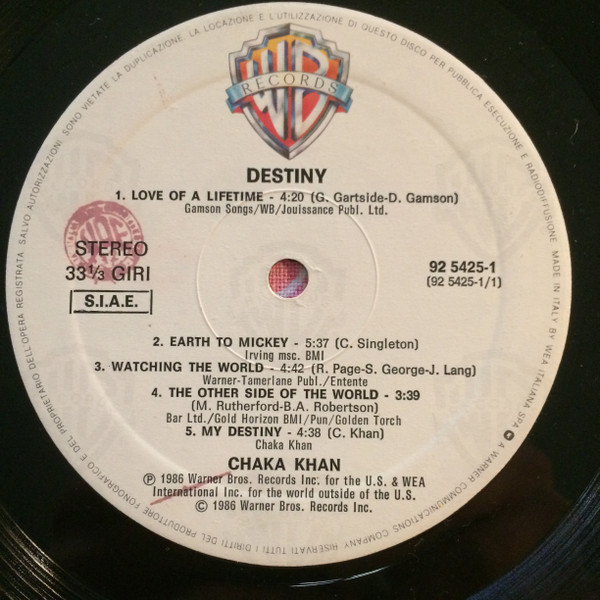 SALVO AUTORIZZAZIONI. SONO VIETATE LA DUPLICAZIONE. LA LOCAZIONE E L'UTILIZZAZIONE DI QUESTO DISCO PER PUBBLICA ESECUZIONE E RADIODIFFUSIONE. MADE IN ITALY BY WEA ITALIANA SPA A WARNER COMMUNICATIONS COMPANY. RISERVATI TUTTI I DIRITTI DEL PRODUTTORE FONOGRAFICO E DEL PROPRIETARIO DELL'OPERA REGISTRATA
WB
RECORDS
DESTINY
1. LOVE OF A LIFETIME - 4:20 (G. Gartside-D. Gamson)
Gamson Songs/WB/Jouissance Publ. Ltd.
STEREO
33⅓ GIRI
S.I.A.E.
92 5425-1
(92 5425-1/1)
2. EARTH TO MICKEY - 5:37 (C. Singleton)
Irving msc. BMI
3. WATCHING THE WORLD - 4:42 (R. Page-S. George-J. Lang)
Warner-Tamerlane Publ./Entente
4. THE OTHER SIDE OF THE WORLD - 3:39
(M. Rutherford-B.A. Robertson)
Bar Ltd./Gold Horizon BMI/Pun/Golden Torch
5. MY DESTINY - 4:38 (C. Khan)
Chaka Khan
CHAKA KHAN
℗ 1986 Warner Bros. Records Inc. for the U.S. & WEA
International Inc. for the world outside of the U.S.
© 1986 Warner Bros. Records Inc.